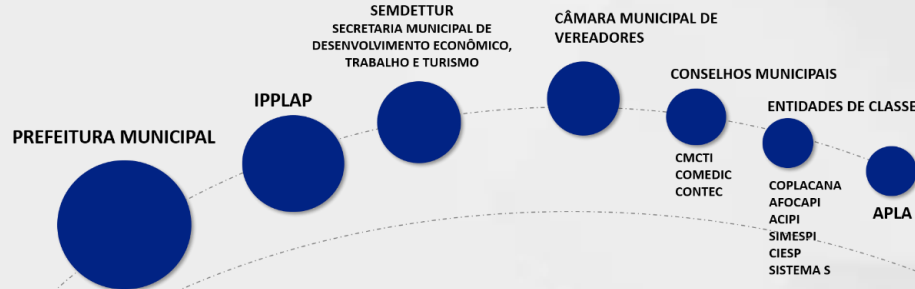 SEMDETTUR
SECRETARIA MUNICIPAL DE
DESENVOLVIMENTO ECONÔMICO,
TRABALHO E TURISMO
CÂMARA MUNICIPAL DE
VEREADORES
CONSELHOS MUNICIPAIS
IPPLAP
ENTIDADES DE CLASSE
PREFEITURA MUNICIPAL
CMCTI
COMEDIC
CONTEC
COPLACANA
AFOCAPI
ACIPI
SIMESPI
CIESP
SISTEMA S
APLA